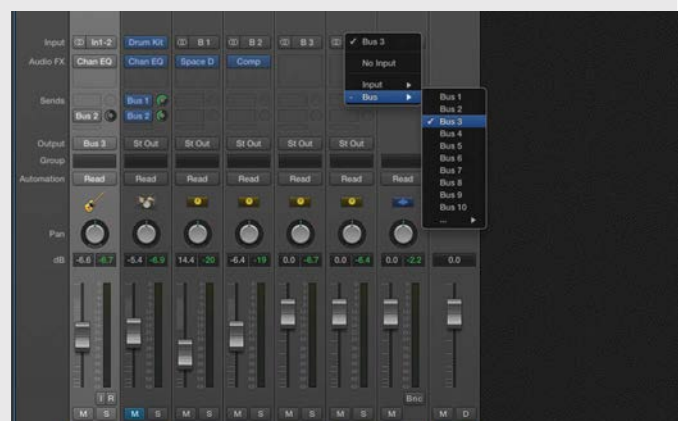 Input In1-2 Drum Kit B 1 B 2 B 3 ✓ Bus 3
Audio FX Chan EQ Chan EQ Space D Comp No Input
Input
- Bus Bus 1
Sends Bus 1 Bus 2
Bus 2 Bus 2 ✓ Bus 3
Bus 4
Output Bus 3 St Out St Out St Out St Out St Out Bus 5
Group Bus 6
Automation Read Read Read Read Read Read Read Bus 7
Bus 8
Bus 9
Bus 10
...
Pan
dB -6.6 -6.7 -5.4 -6.9 14.4 -20 -6.4 -19 0.0 -6.7 0.0 -6.4 0.0 -2.2 0.0
I R Bnc
M S M S M S M S M S M S M M D